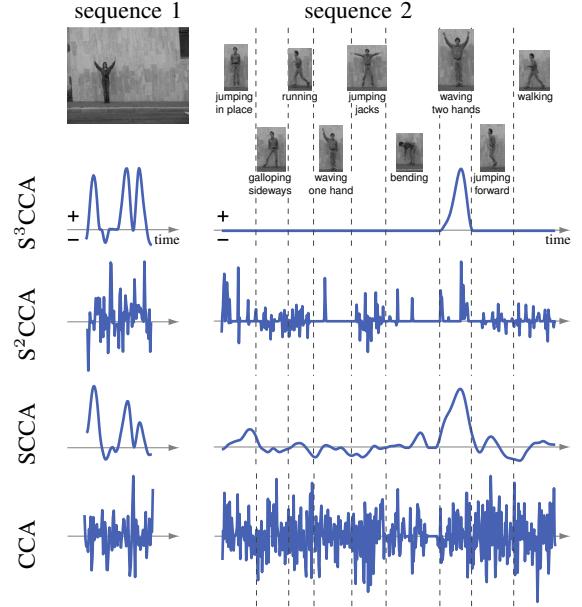 sequence 1
sequence 2
jumping
in place
running
jumping
jacks
waving
two hands
walking
galloping
sideways
waving
one hand
bending
jumping
forward
S³CCA
+
−
time
+
−
time
S²CCA
SCCA
CCA